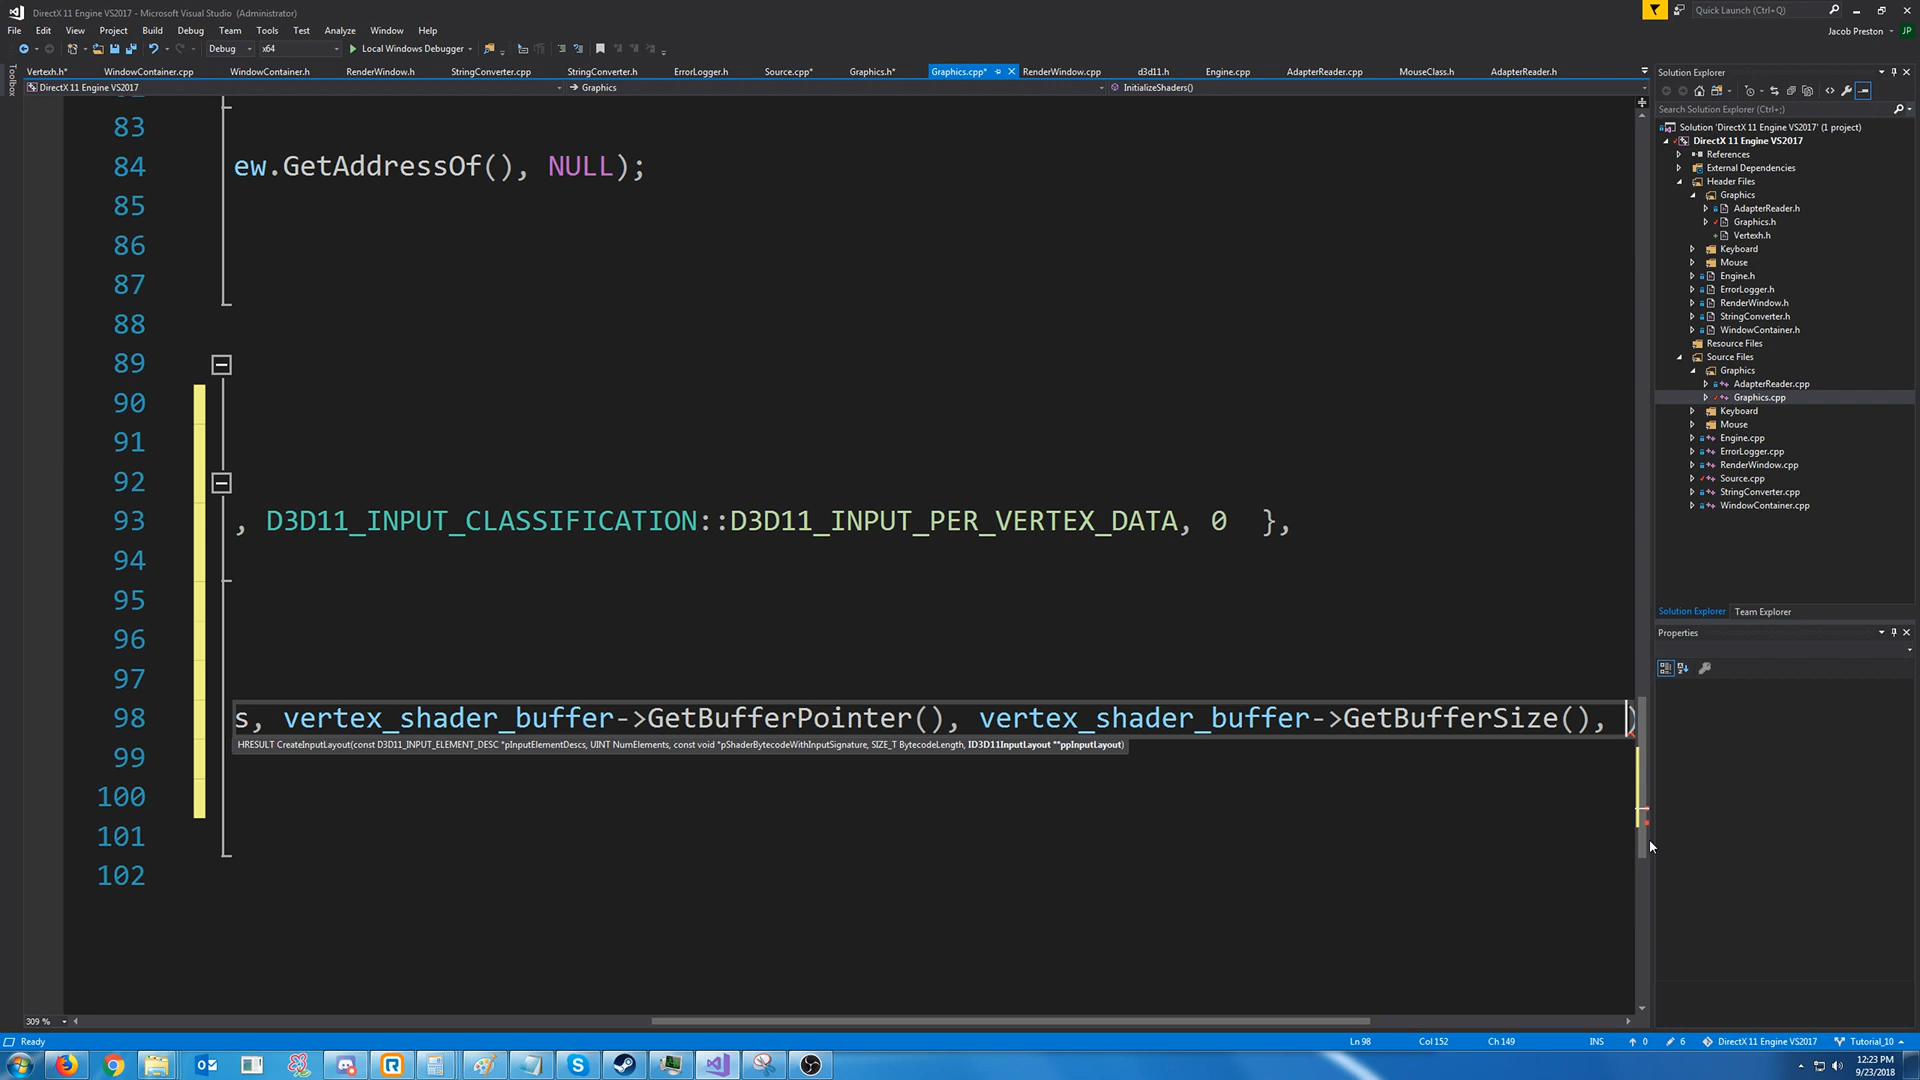 DirectX 11 Engine VS2017 - Microsoft Visual Studio (Administrator)
Quick Launch (Ctrl+Q)
File Edit View Project Build Debug Team Tools Test Analyze Window Help
Jacob Preston
JP
Debug x64 Local Windows Debugger
Toolbox
Vertexh.h* WindowContainer.cpp WindowContainer.h RenderWindow.h StringConverter.cpp StringConverter.h ErrorLogger.h Source.cpp* Graphics.h* Graphics.cpp* RenderWindow.cpp d3d11.h Engine.cpp AdapterReader.cpp MouseClass.h AdapterReader.h
DirectX 11 Engine VS2017 Graphics InitializeShaders()
83
84 ew.GetAddressOf(), NULL);
85
86
87
88
89
90
91
92
93 , D3D11_INPUT_CLASSIFICATION::D3D11_INPUT_PER_VERTEX_DATA, 0 },
94
95
96
97
98 s, vertex_shader_buffer->GetBufferPointer(), vertex_shader_buffer->GetBufferSize(), )
HRESULT CreateInputLayout(const D3D11_INPUT_ELEMENT_DESC *pInputElementDescs, UINT NumElements, const void *pShaderBytecodeWithInputSignature, SIZE_T BytecodeLength, ID3D11InputLayout **ppInputLayout)
99
100
101
102
309 %
Solution Explorer
Search Solution Explorer (Ctrl+;)
Solution 'DirectX 11 Engine VS2017' (1 project)
DirectX 11 Engine VS2017
References
External Dependencies
Header Files
Graphics
AdapterReader.h
Graphics.h
Vertexh.h
Keyboard
Mouse
Engine.h
ErrorLogger.h
RenderWindow.h
StringConverter.h
WindowContainer.h
Resource Files
Source Files
Graphics
AdapterReader.cpp
Graphics.cpp
Keyboard
Mouse
Engine.cpp
ErrorLogger.cpp
RenderWindow.cpp
Source.cpp
StringConverter.cpp
WindowContainer.cpp
Solution Explorer Team Explorer
Properties
Ready Ln 98 Col 152 Ch 149 INS 0 6 DirectX 11 Engine VS2017 Tutorial_10
12:23 PM
9/23/2018